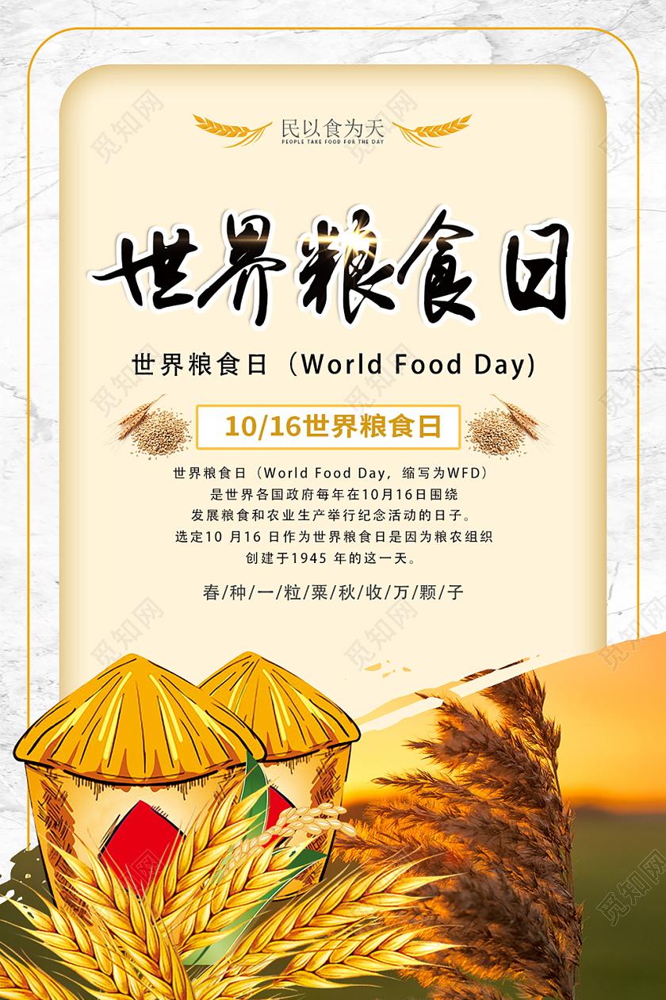 民以食为天
PEOPLE TAKE FOOD FOR THE DAY
世界粮食日
世界粮食日（World Food Day)
10/16世界粮食日
世界粮食日（World Food Day，缩写为WFD）
是世界各国政府每年在10月16日围绕
发展粮食和农业生产举行纪念活动的日子。
选定10 月16 日作为世界粮食日是因为粮农组织
创建于1945 年的这一天。
春/种/一/粒/粟/秋/收/万/颗/子
觅知网